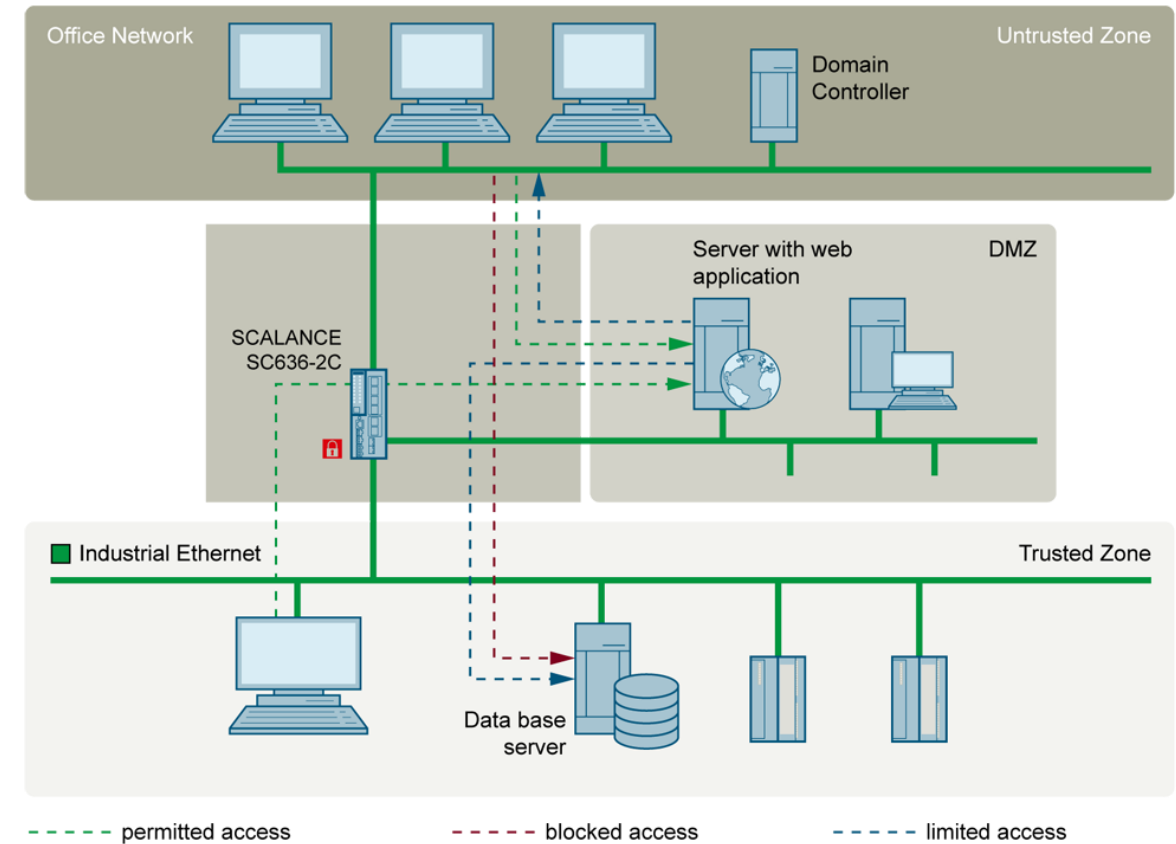 Office Network
Untrusted Zone
Domain
Controller
Server with web
application
DMZ
SCALANCE
SC636-2C
Industrial Ethernet
Trusted Zone
Data base
server
permitted access
blocked access
limited access